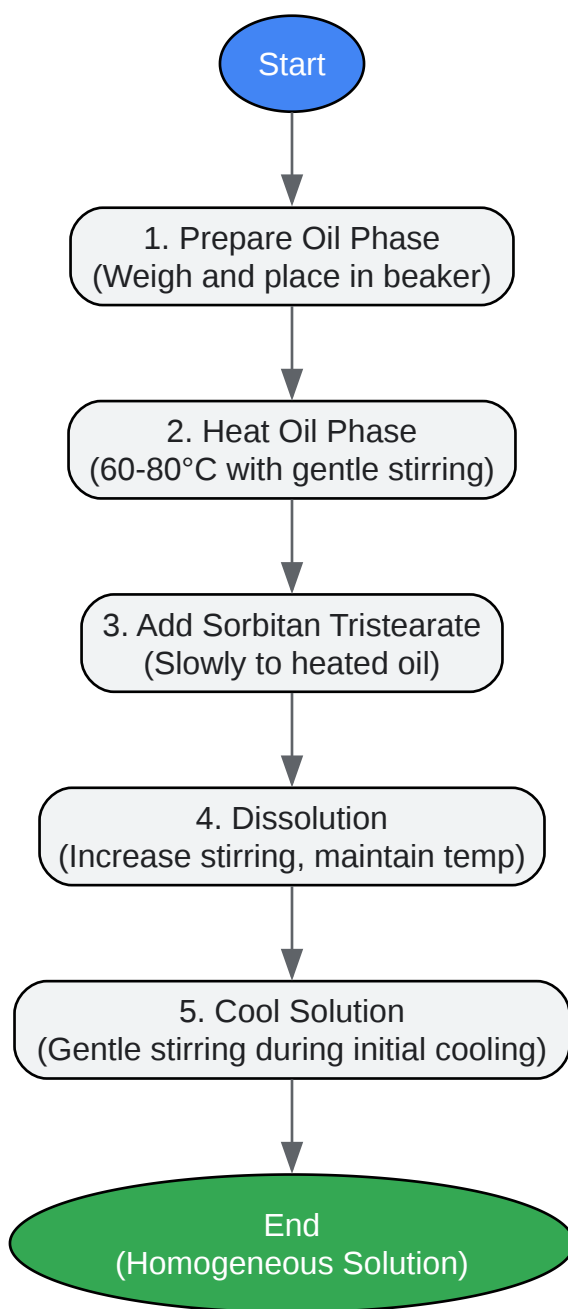 Start
1. Prepare Oil Phase
(Weigh and place in beaker)
2. Heat Oil Phase
(60-80°C with gentle stirring)
3. Add Sorbitan Tristearate
(Slowly to heated oil)
4. Dissolution
(Increase stirring, maintain temp)
5. Cool Solution
(Gentle stirring during initial cooling)
End
(Homogeneous Solution)